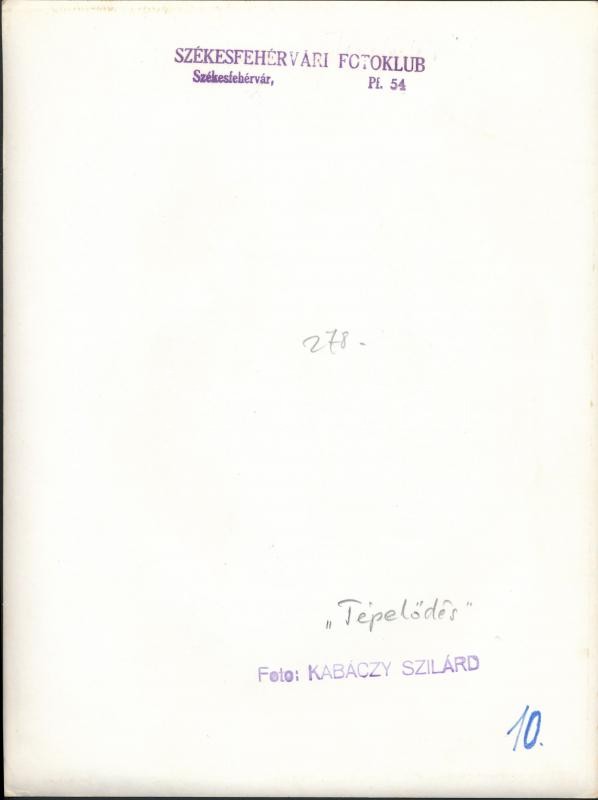 SZÉKESFEHÉRVÁRI FOTOKLUB
Székesfehérvár, Pf. 54
278.-
„Tépelődés"
Foto: KABÁCZY SZILÁRD
10.